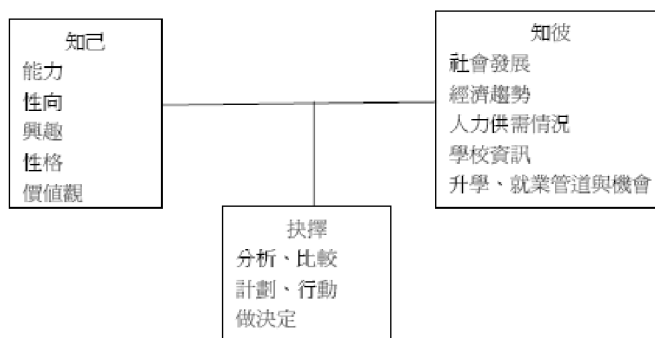 知己
能力
性向
興趣
性格
價值觀
知彼
社會發展
經濟趨勢
人力供需情況
學校資訊
升學、就業管道與機會
抉擇
分析、比較
計劃、行動
做決定